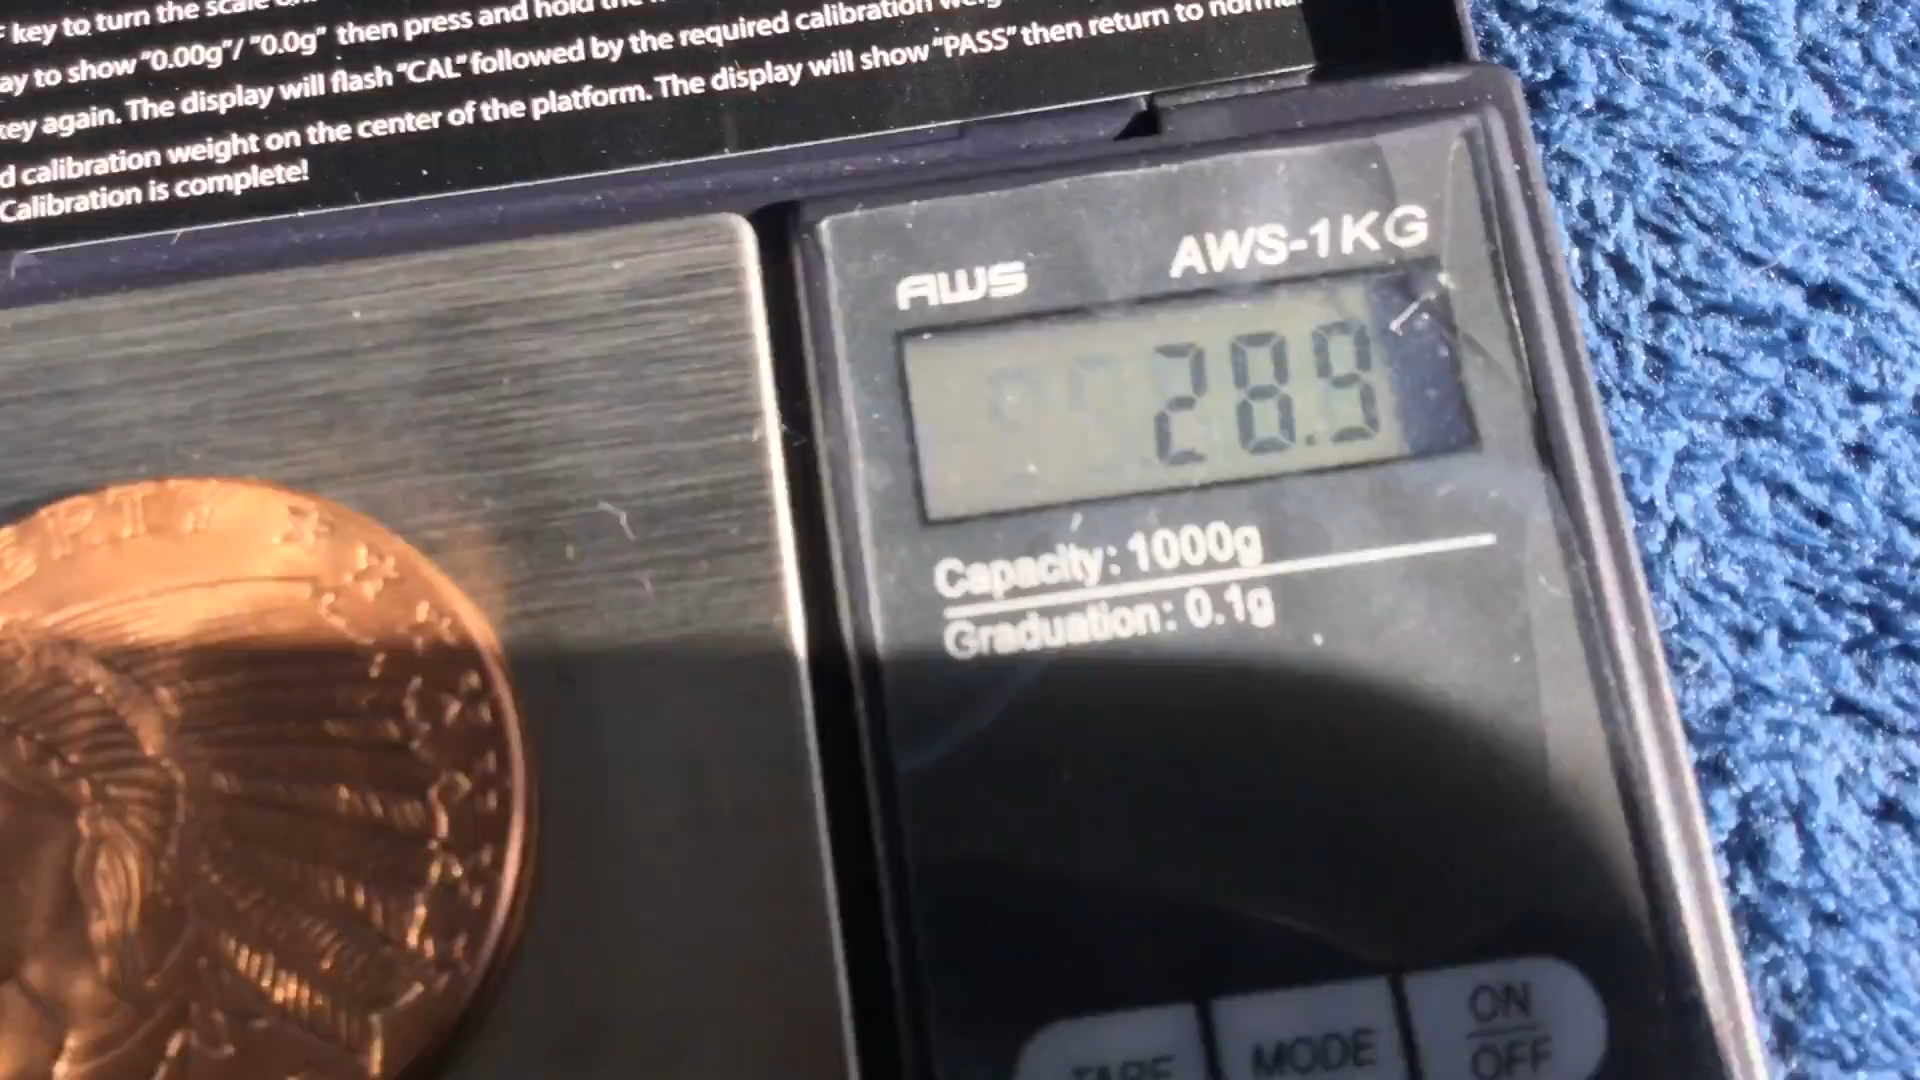 key to turn the scale
ay to show "0.00g"/ "0.0g" then press and hold the
key again. The display will flash "CAL" followed by the required calibration
d calibration weight on the center of the platform. The display will show "PASS" then return to
Calibration is complete!
AWS
AWS-1KG
28.9
Capacity: 1000g
Graduation: 0.1g
TARE
MODE
ON
OFF